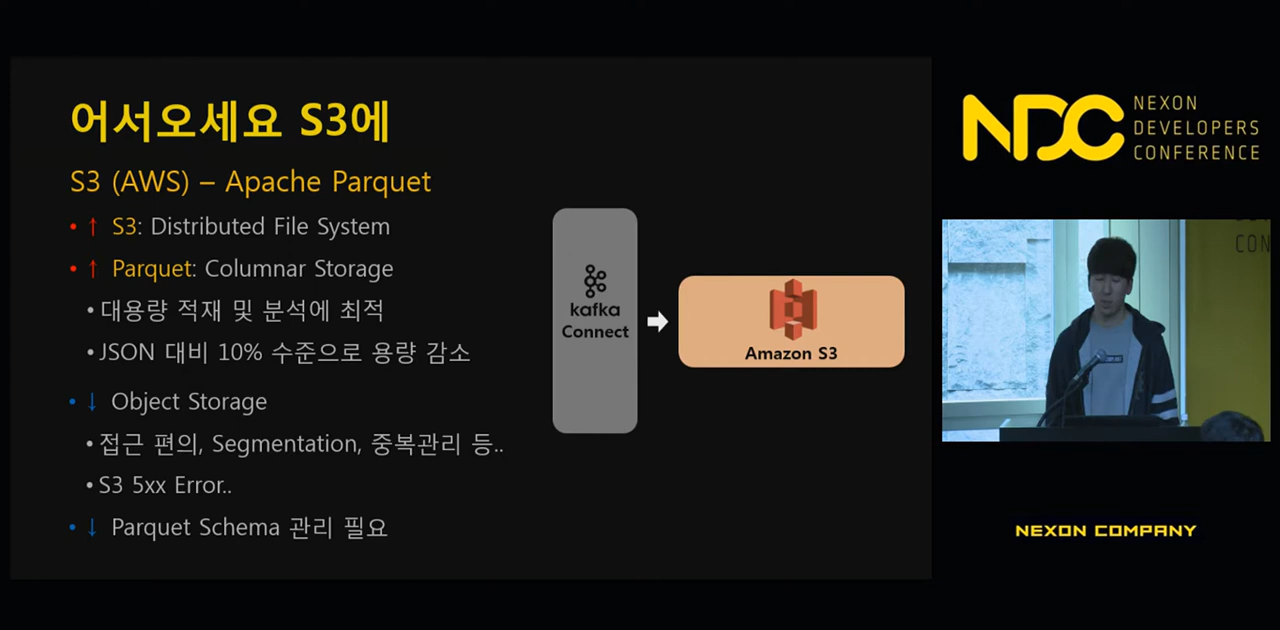 어서오세요 S3에
S3 (AWS) – Apache Parquet
• ↑ S3: Distributed File System
• ↑ Parquet: Columnar Storage
• 대용량 적재 및 분석에 최적
• JSON 대비 10% 수준으로 용량 감소
• ↓ Object Storage
• 접근 편의, Segmentation, 중복관리 등..
• S3 5xx Error..
• ↓ Parquet Schema 관리 필요
kafka
Connect
Amazon S3
NDC
NEXON
DEVELOPERS
CONFERENCE
CON
NEXON COMPANY